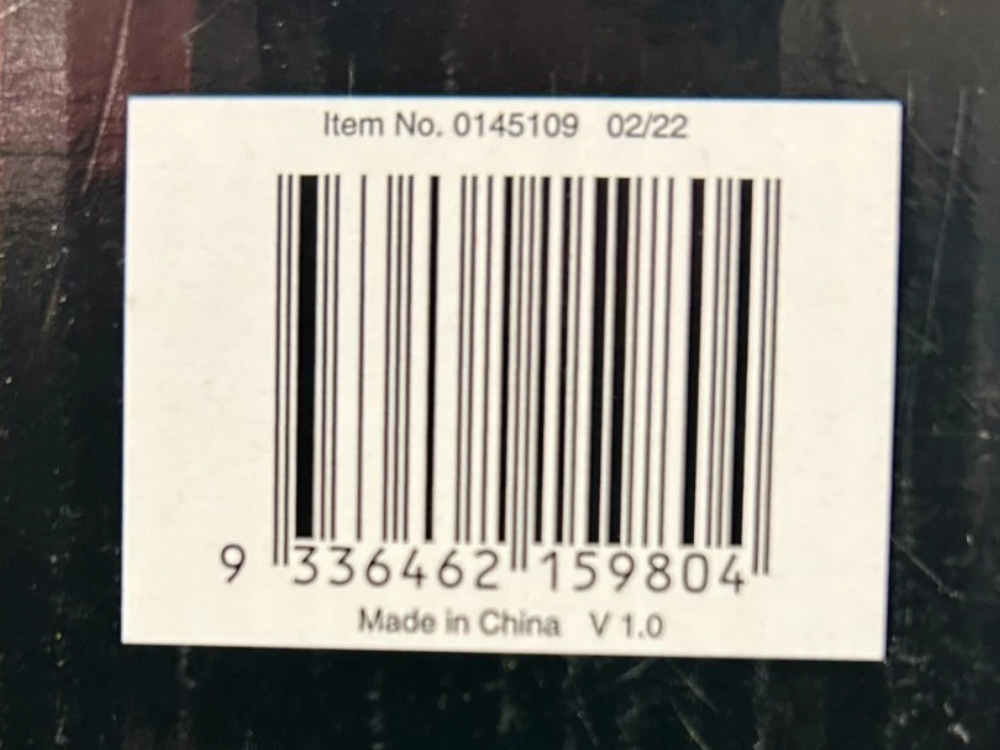 Item No. 0145109 02/22
9 336462 159804
Made in China V 1.0